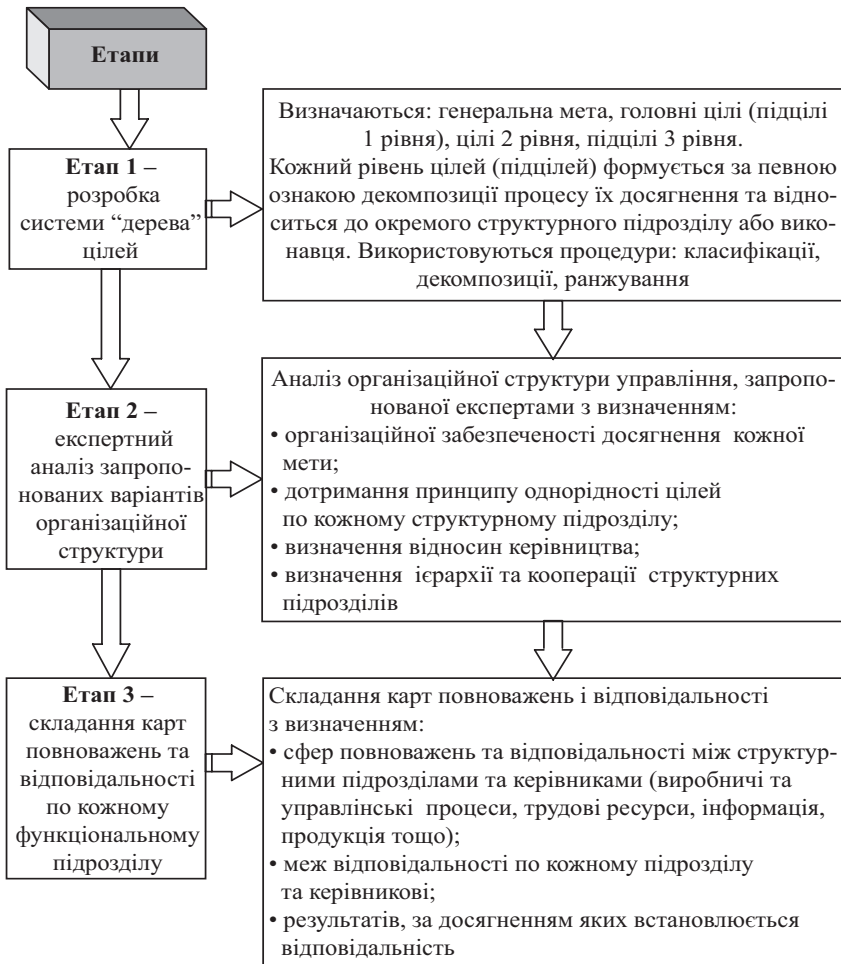 Етапи
Етап 1 –
розробка
системи “дерева”
цілей
Визначаються: генеральна мета, головні цілі (підцілі
1 рівня), цілі 2 рівня, підцілі 3 рівня.
Кожний рівень цілей (підцілей) формується за певною
ознакою декомпозиції процесу їх досягнення та відно-
ситься до окремого структурного підрозділу або вико-
навця. Використовуються процедури: класифікації,
декомпозиції, ранжування
Етап 2 –
експертний
аналіз запропо-
нованих варіантів
організаційної
структури
Аналіз організаційної структури управління, запропо-
нованої експертами з визначенням:
• організаційної забезпеченості досягнення кожної
мети;
• дотримання принципу однорідності цілей
по кожному структурному підрозділу;
• визначення відносин керівництва;
• визначення ієрархії та кооперації структурних
підрозділів
Етап 3 –
складання карт
повноважень та
відповідальності
по кожному
функціональному
підрозділу
Складання карт повноважень і відповідальності
з визначенням:
• сфер повноважень та відповідальності між структур-
ними підрозділами та керівниками (виробничі та
управлінські процеси, трудові ресурси, інформація,
продукція тощо);
• меж відповідальності по кожному підрозділу
та керівникові;
• результатів, за досягненням яких встановлюється
відповідальність